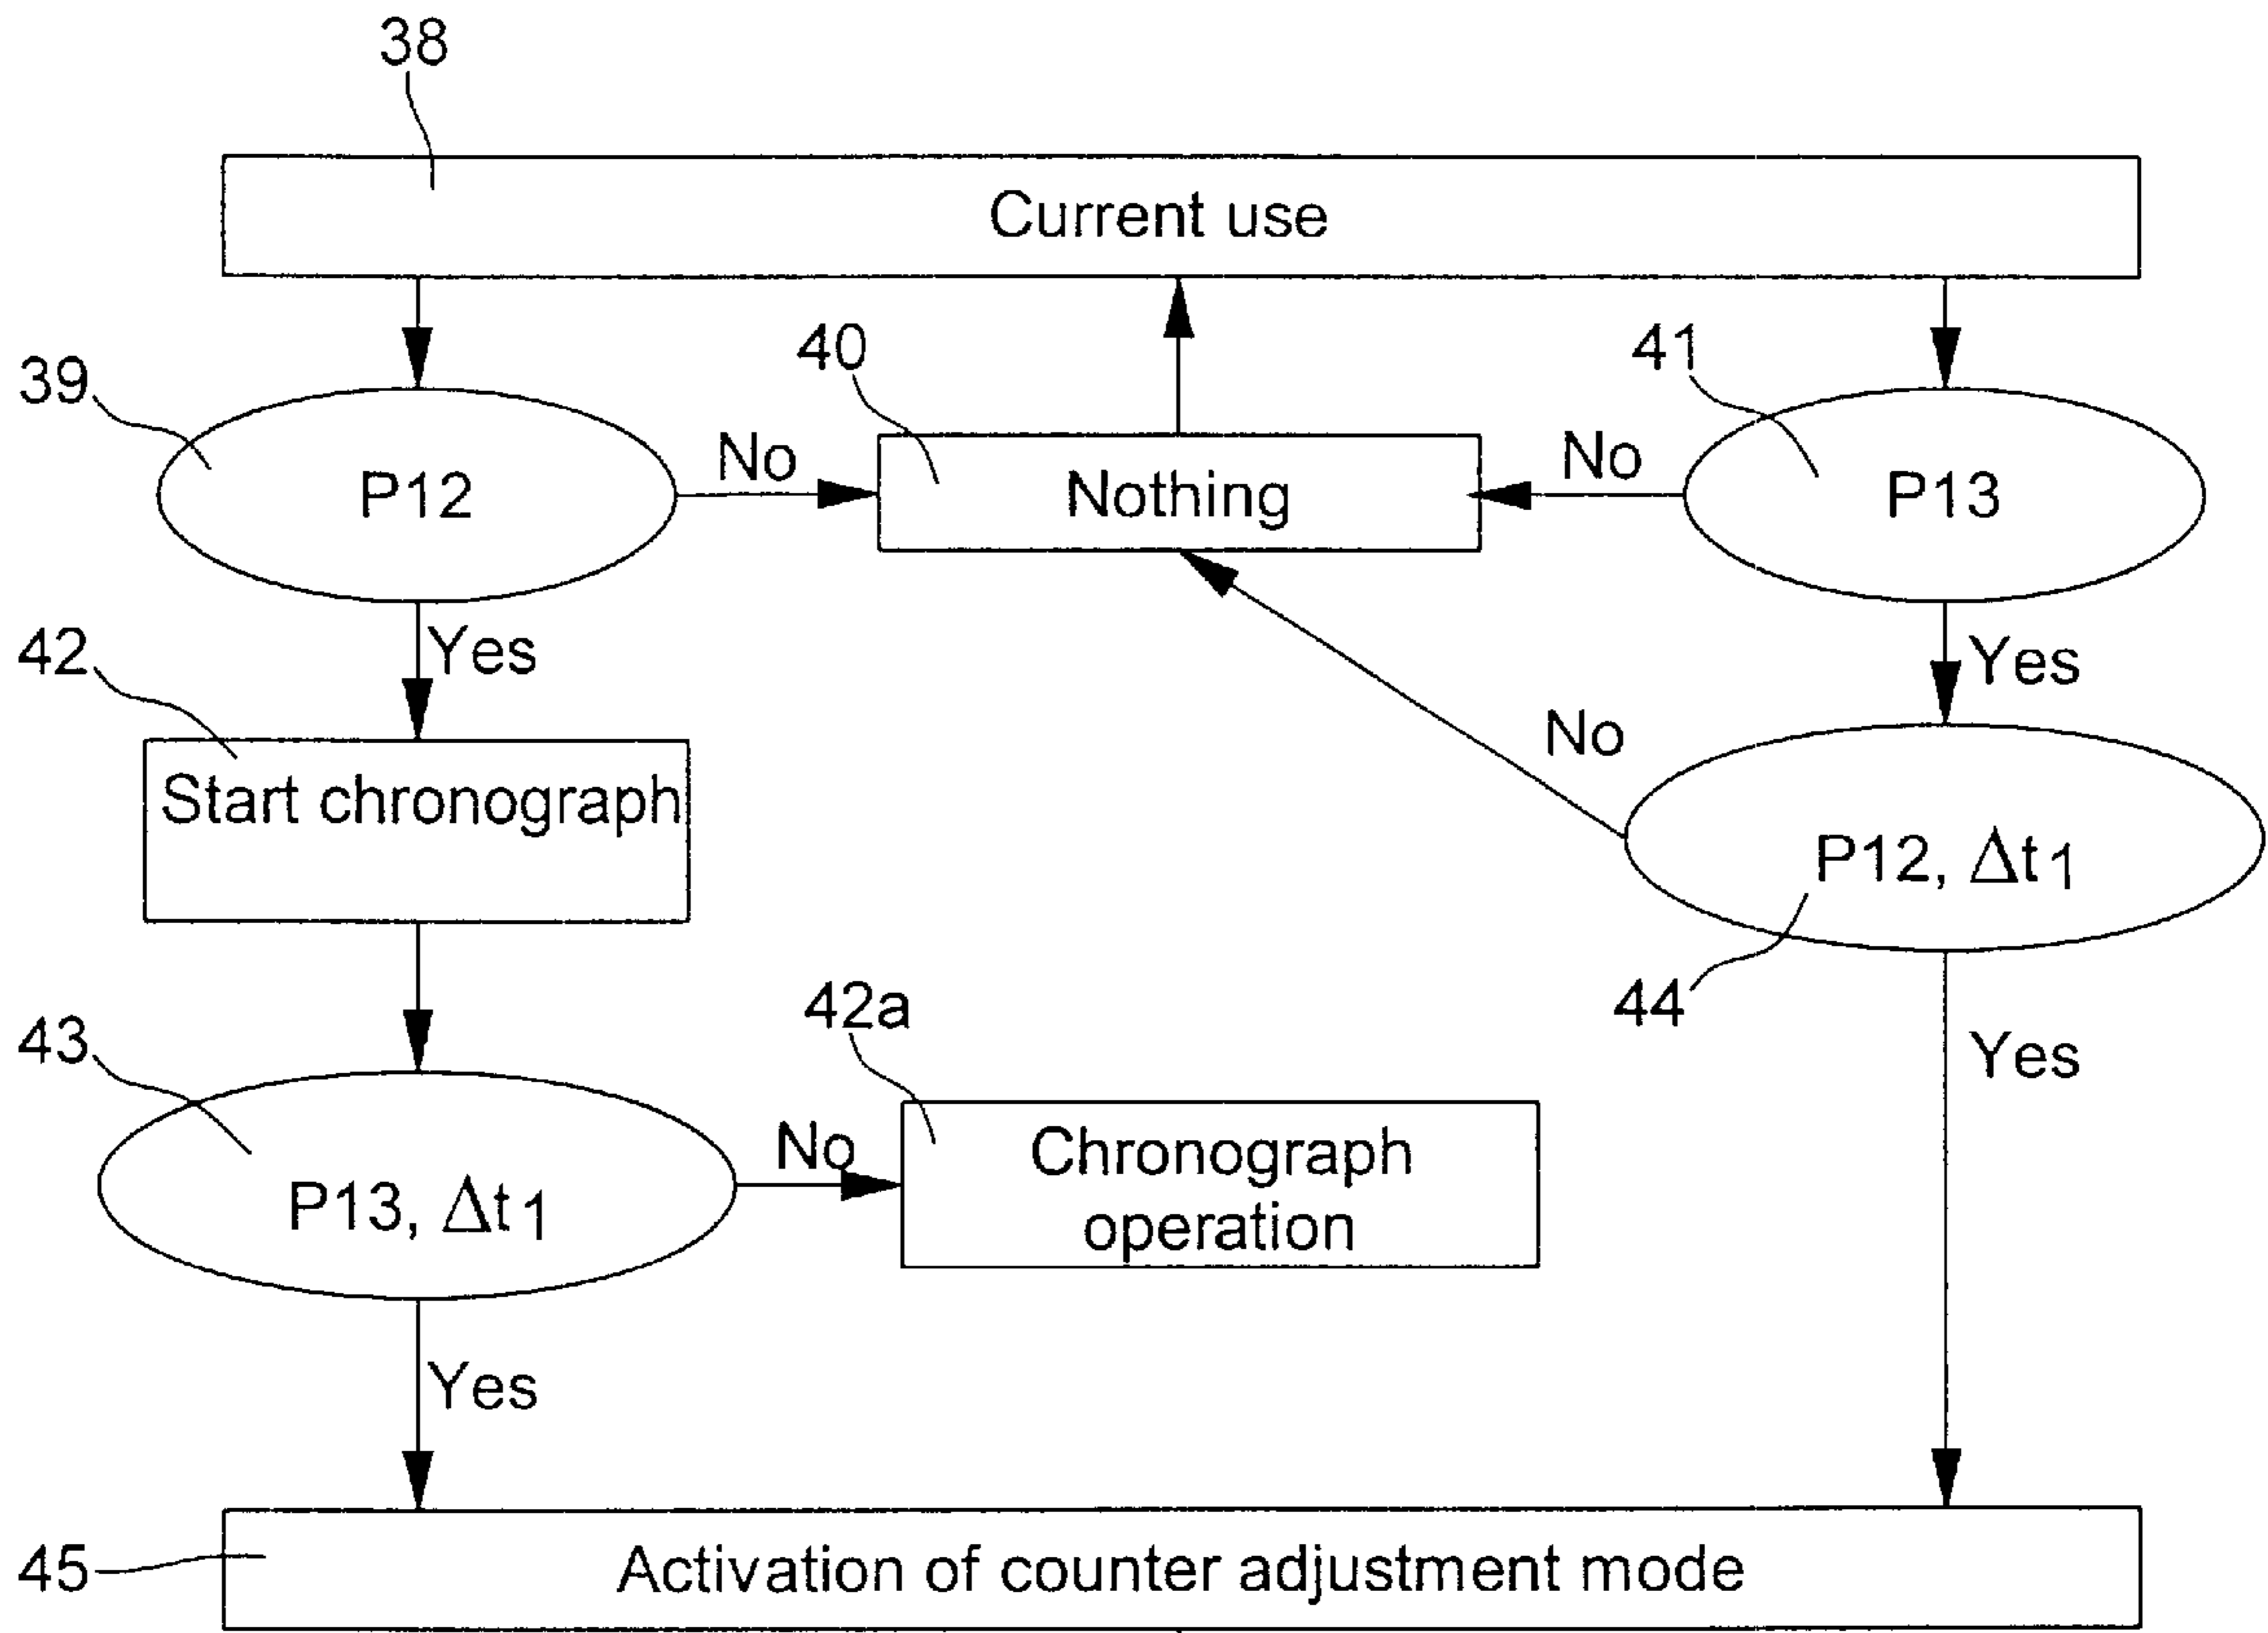 38
Current use
39
40
41
P12
No
Nothing
No
P13
42
Yes
Yes
Start chronograph
No
P12, Δt1
43
42a
44
Yes
P13, Δt1
No
Chronograph
operation
Yes
45
Activation of counter adjustment mode